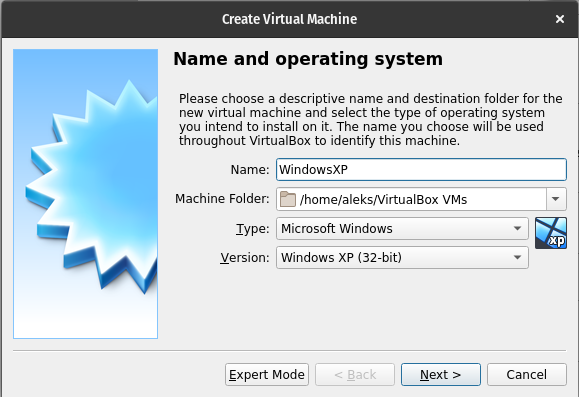 Create Virtual Machine
Name and operating system
Please choose a descriptive name and destination folder for the
new virtual machine and select the type of operating system
you intend to install on it. The name you choose will be used
throughout VirtualBox to identify this machine.
Name: WindowsXP
Machine Folder: /home/aleks/VirtualBox VMs
Type: Microsoft Windows
xp
Version: Windows XP (32-bit)
Expert Mode < Back Next > Cancel